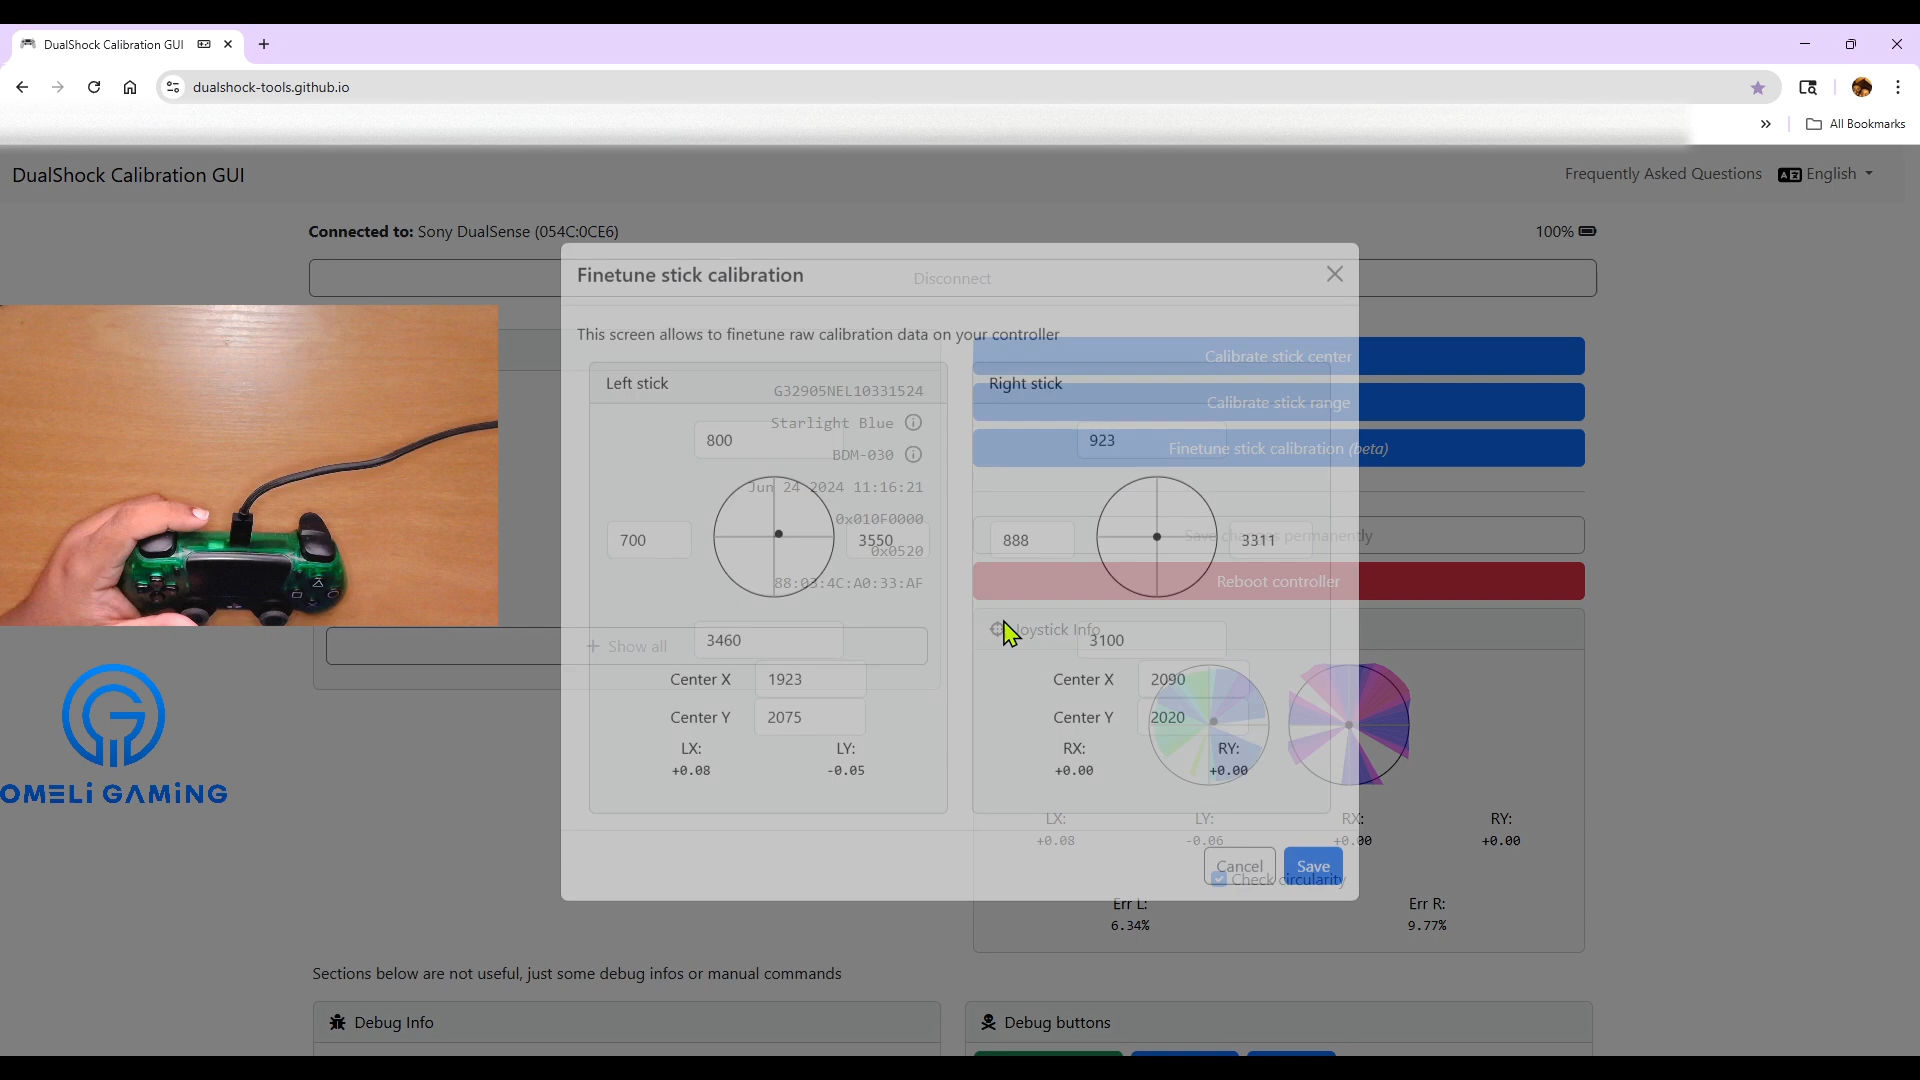 DualShock Calibration GUI
dualshock-tools.github.io
All Bookmarks
DualShock Calibration GUI
Frequently Asked Questions
English
Connected to: Sony DualSense (054C:0CE6)
100%
Disconnect
Finetune stick calibration
This screen allows to finetune raw calibration data on your controller
Calibrate stick center
Calibrate stick range
Finetune stick calibration (beta)
Save changes permanently
Reboot controller
G32905NEL10331524
Starlight Blue
BDM-030
Jun 24 2024 11:16:21
0x010F0000
0x0520
88:03:4C:A0:33:AF
Show all
Left stick
800
700
3550
3460
Center X
1923
Center Y
2075
LX:
LY:
+0.08
-0.05
Right stick
923
888
3311
3100
Center X
2090
Center Y
2020
RX:
RY:
+0.00
+0.00
Joystick Info
LX:
LY:
RX:
RY:
+0.08
-0.06
+0.00
+0.00
Cancel
Save
Check circularity
Err L:
Err R:
6.34%
9.77%
OMELi GAMiNG
Sections below are not useful, just some debug infos or manual commands
Debug Info
Debug buttons